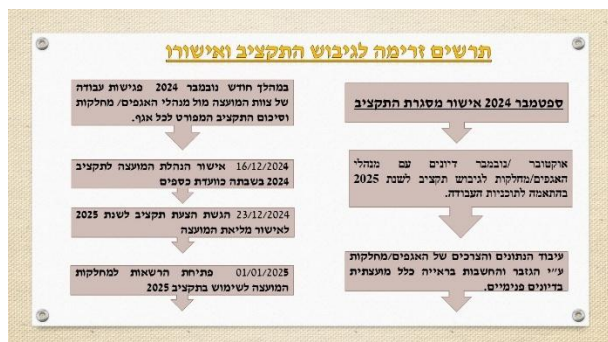 תרשים זרימה לגיבוש התקציב ואישורו
ספטמבר 2024 אישור מסגרת התקציב
אוקטובר /נובמבר דיונים עם מנהלי
האגפים/מחלקות לגיבוש תקציב לשנת 2025
בהתאמה לתוכניות העבודה.
עיבוד הנתונים והצרכים של האגפים/מחלקות
ע״י הגזבר והחשבות בראייה כלל מועצתית
בדיונים פנימיים.
במהלך חודש נובמבר 2024 פגישות עבודה
של צוות המועצה מול מנהלי האגפים/ מחלקות
וסיכום התקציב המפורט לכל אגף.
16/12/2024 אישור הנהלת המועצה לתקציב
2024 בשבתה כוועדת כספים
23/12/2024 הגשת הצעת תקציב לשנת 2025
לאישור מליאת המועצה
01/01/2025 פתיחת הרשאות למחלקות
המועצה לשימוש בתקציב 2025